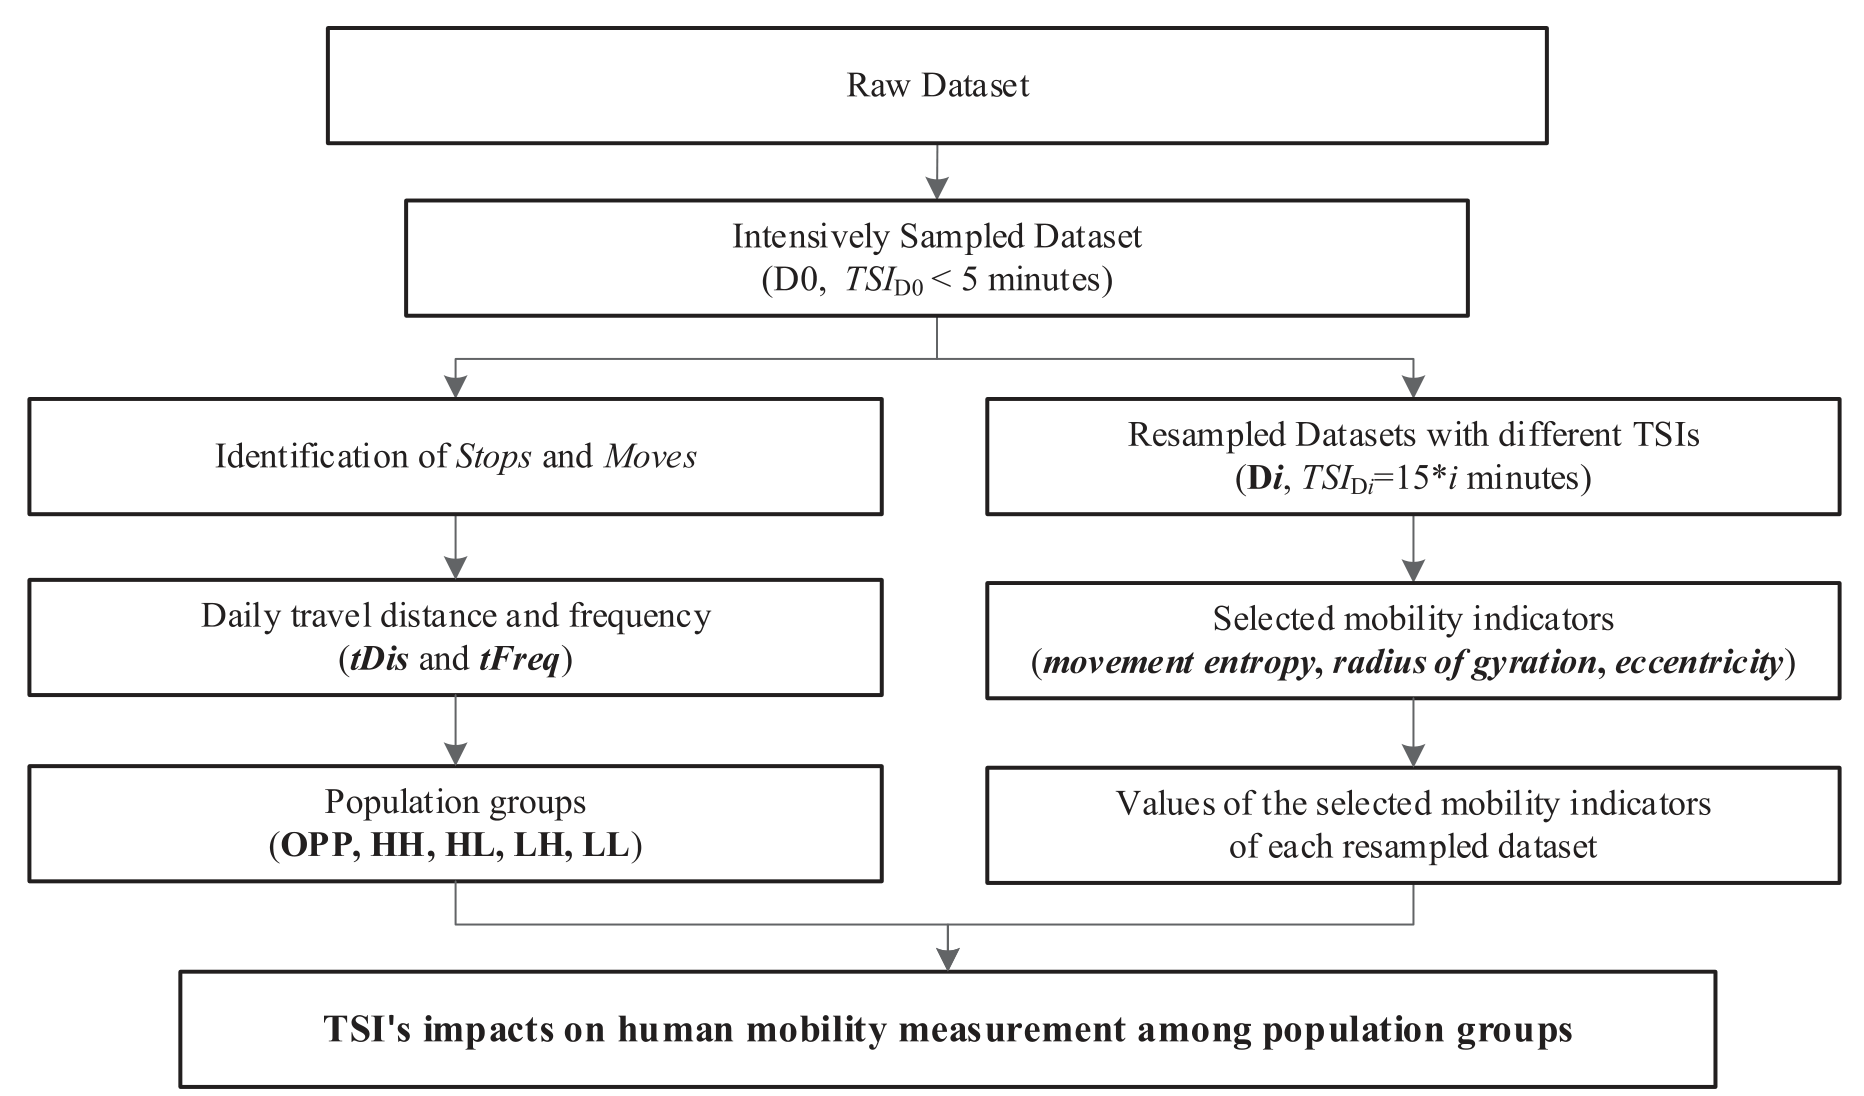 Raw Dataset
Intensively Sampled Dataset
(D0, TSID0 < 5 minutes)
Identification of Stops and Moves
Resampled Datasets with different TSIs
(Di, TSIDi=15*i minutes)
Daily travel distance and frequency
(tDis and tFreq)
Selected mobility indicators
(movement entropy, radius of gyration, eccentricity)
Population groups
(OPP, HH, HL, LH, LL)
Values of the selected mobility indicators
of each resampled dataset
TSI's impacts on human mobility measurement among population groups